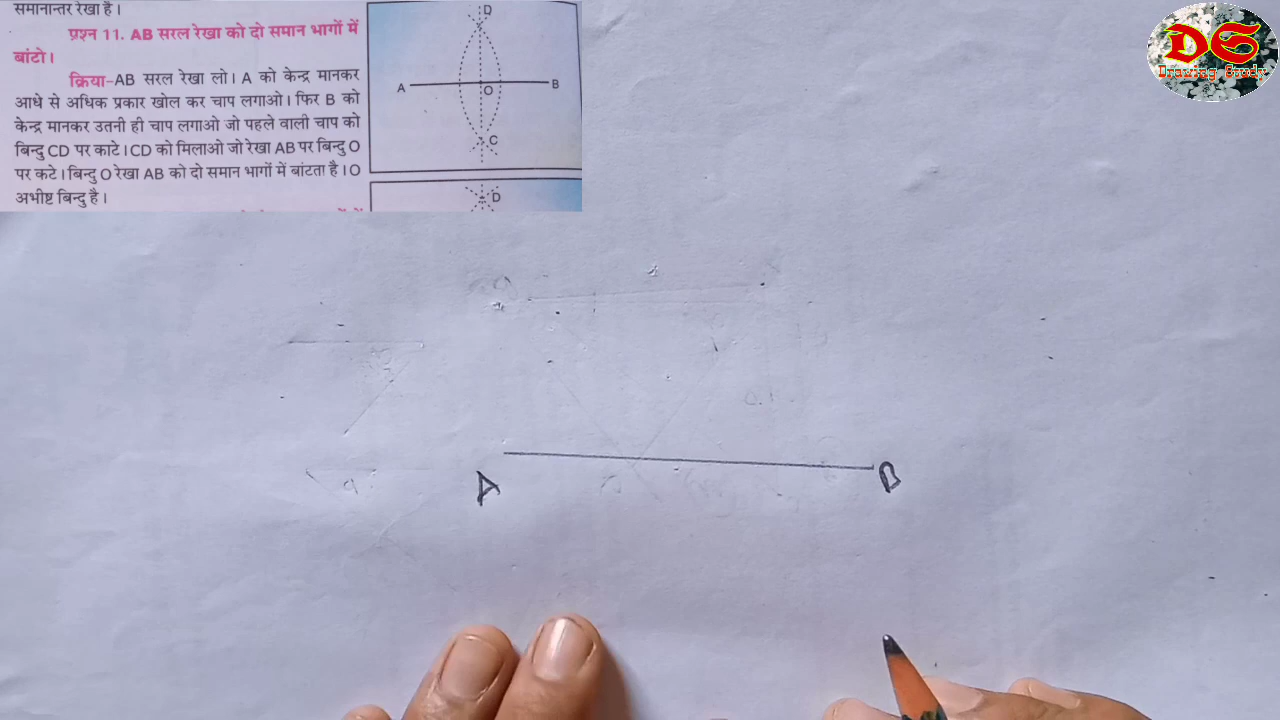 समानान्तर रेखा है।
प्रश्न 11. AB सरल रेखा को दो समान भागों में
बांटो।
क्रिया-AB सरल रेखा लो। A को केन्द्र मानकर
आधे से अधिक प्रकार खोल कर चाप लगाओ। फिर B को
केन्द्र मानकर उतनी ही चाप लगाओ जो पहले वाली चाप को
बिन्दु CD पर काटे। CD को मिलाओ जो रेखा AB पर बिन्दु O
पर कटे। बिन्दु O रेखा AB को दो समान भागों में बांटता है। O
अभीष्ट बिन्दु है।
D
A O B
C
D
DS
Drawing Study
A B